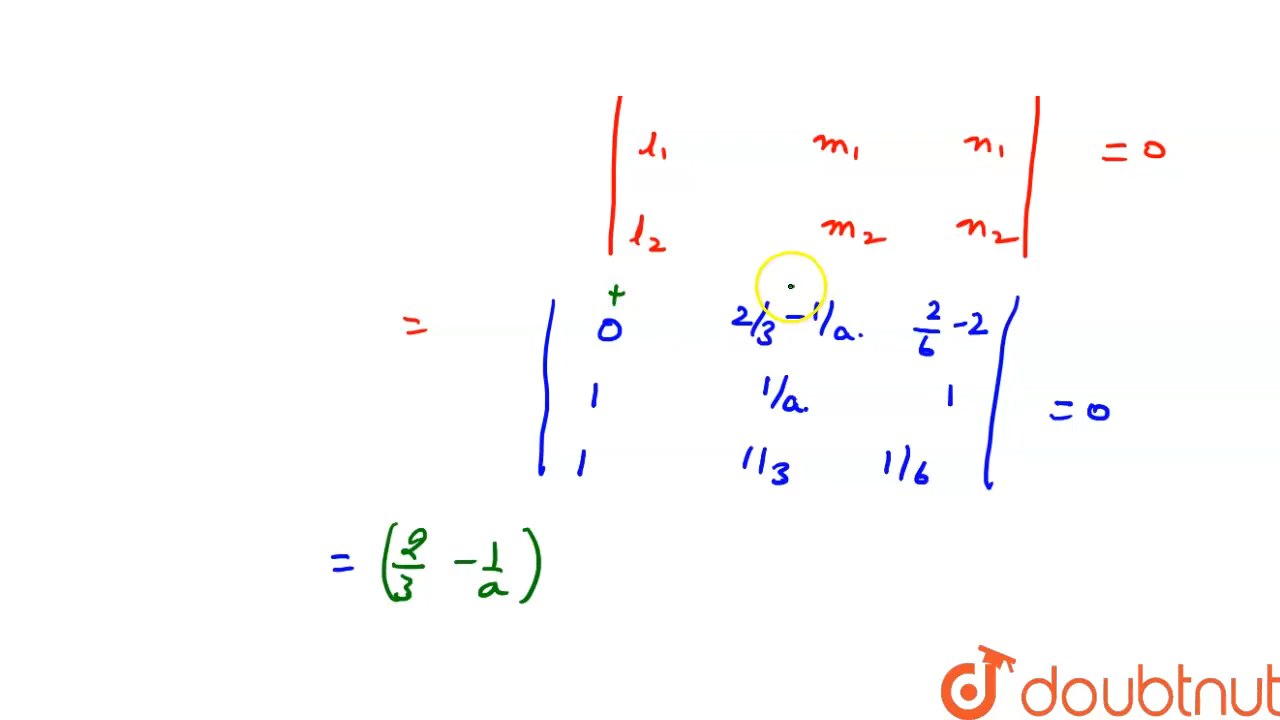 l₁ m₁ n₁ = 0
l₂ m₂ n₂
+
= 0 2/3 - 1/a. 2/6 - 2
1 1/a. 1 = 0
1 1/3 1/6
= (2/3 - 1/a)
doubtnut